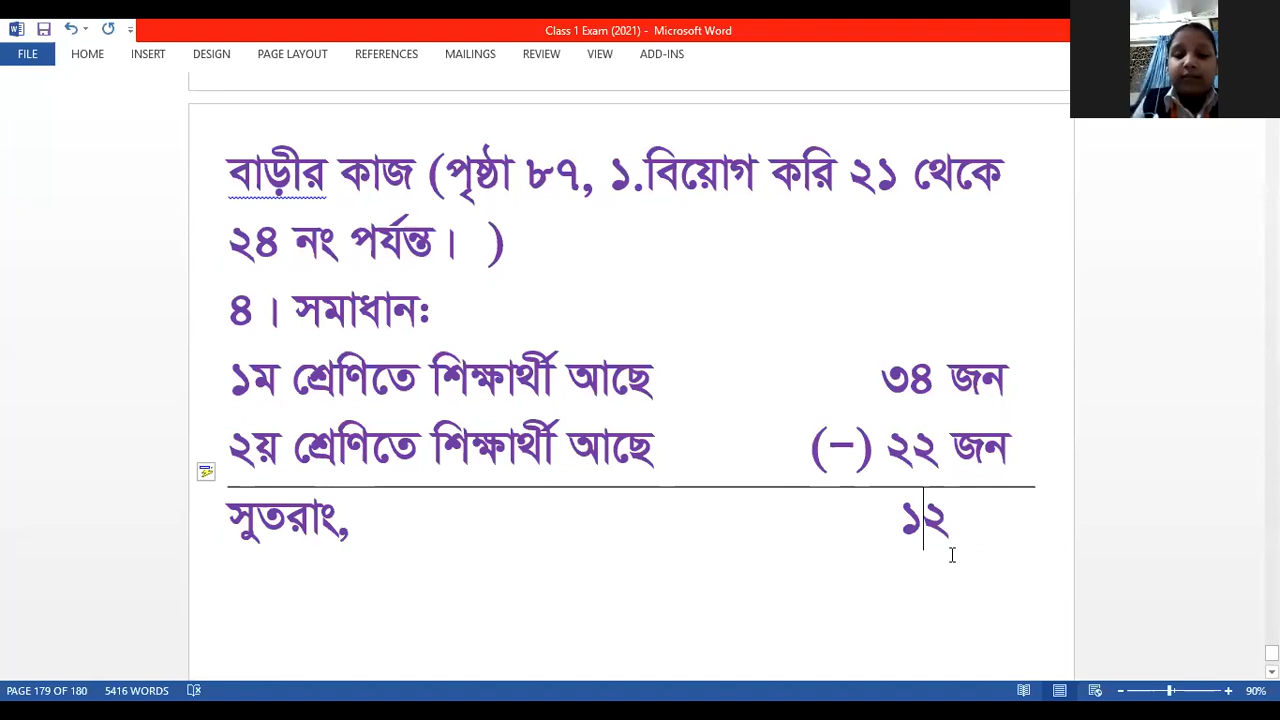 Class 1 Exam (2021) - Microsoft Word
FILE HOME INSERT DESIGN PAGE LAYOUT REFERENCES MAILINGS REVIEW VIEW ADD-INS
বাড়ীর কাজ (পৃষ্ঠা ৮৭, ১.বিয়োগ করি ২১ থেকে
২৪ নং পর্যন্ত। )
৪। সমাধানঃ
১ম শ্রেণিতে শিক্ষার্থী আছে ৩৪ জন
২য় শ্রেণিতে শিক্ষার্থী আছে (−) ২২ জন
সুতরাং, ১২
PAGE 179 OF 180 5416 WORDS 90%